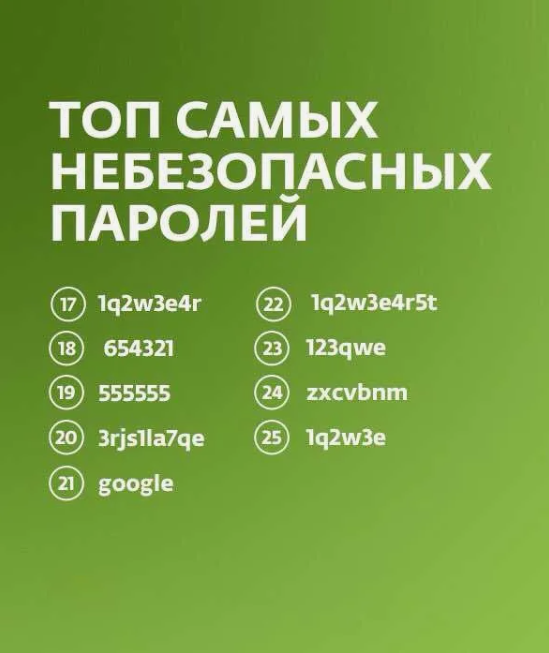 ТОП САМЫХ
НЕБЕЗОПАСНЫХ
ПАРОЛЕЙ
17 1q2w3e4r
18 654321
19 555555
20 3rjs1la7qe
21 google
22 1q2w3e4r5t
23 123qwe
24 zxcvbnm
25 1q2w3e